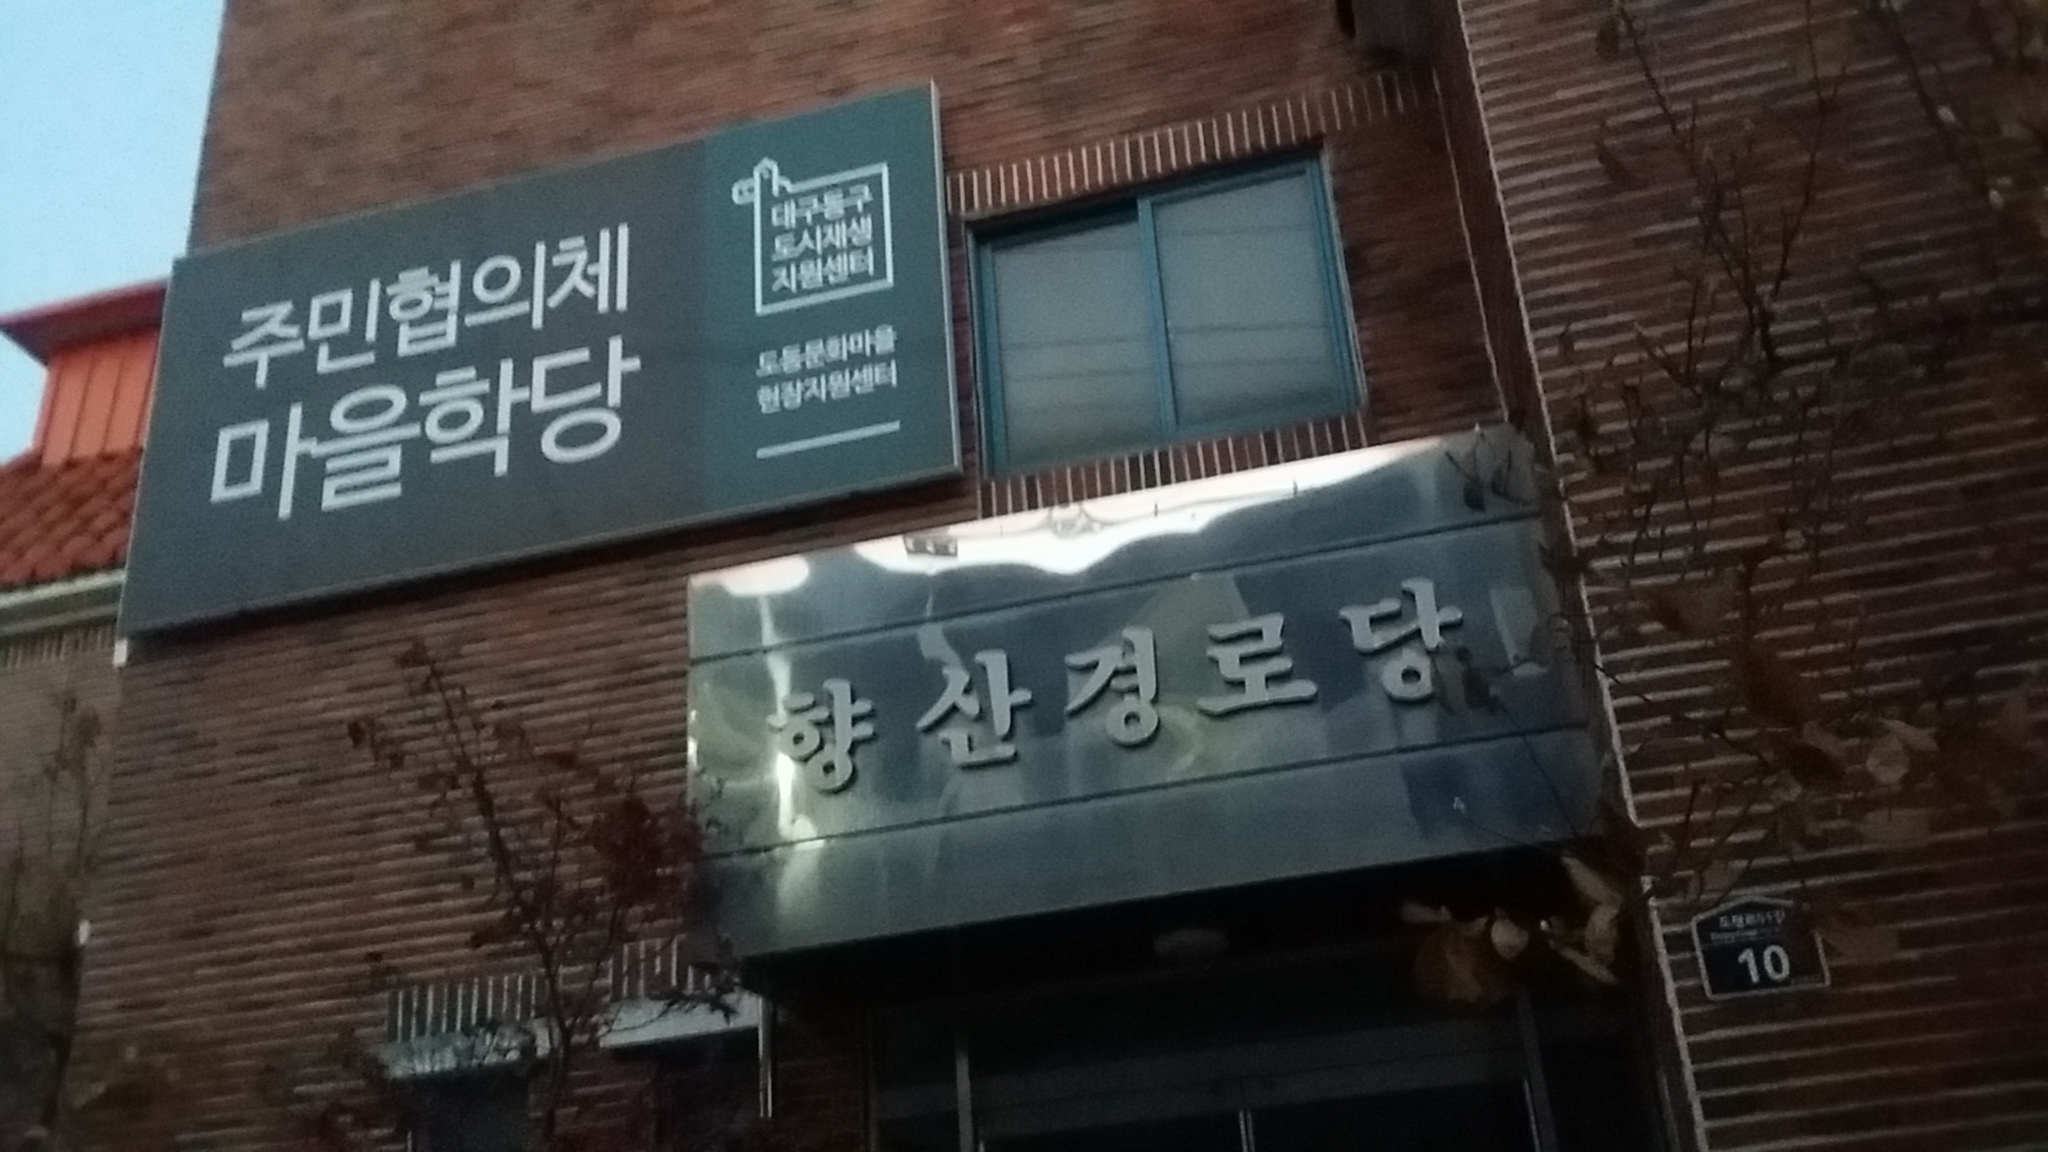 주민협의체
마을학당
대구동구
도시재생
지원센터
도동문화마을
현장지원센터
향산경로당
10